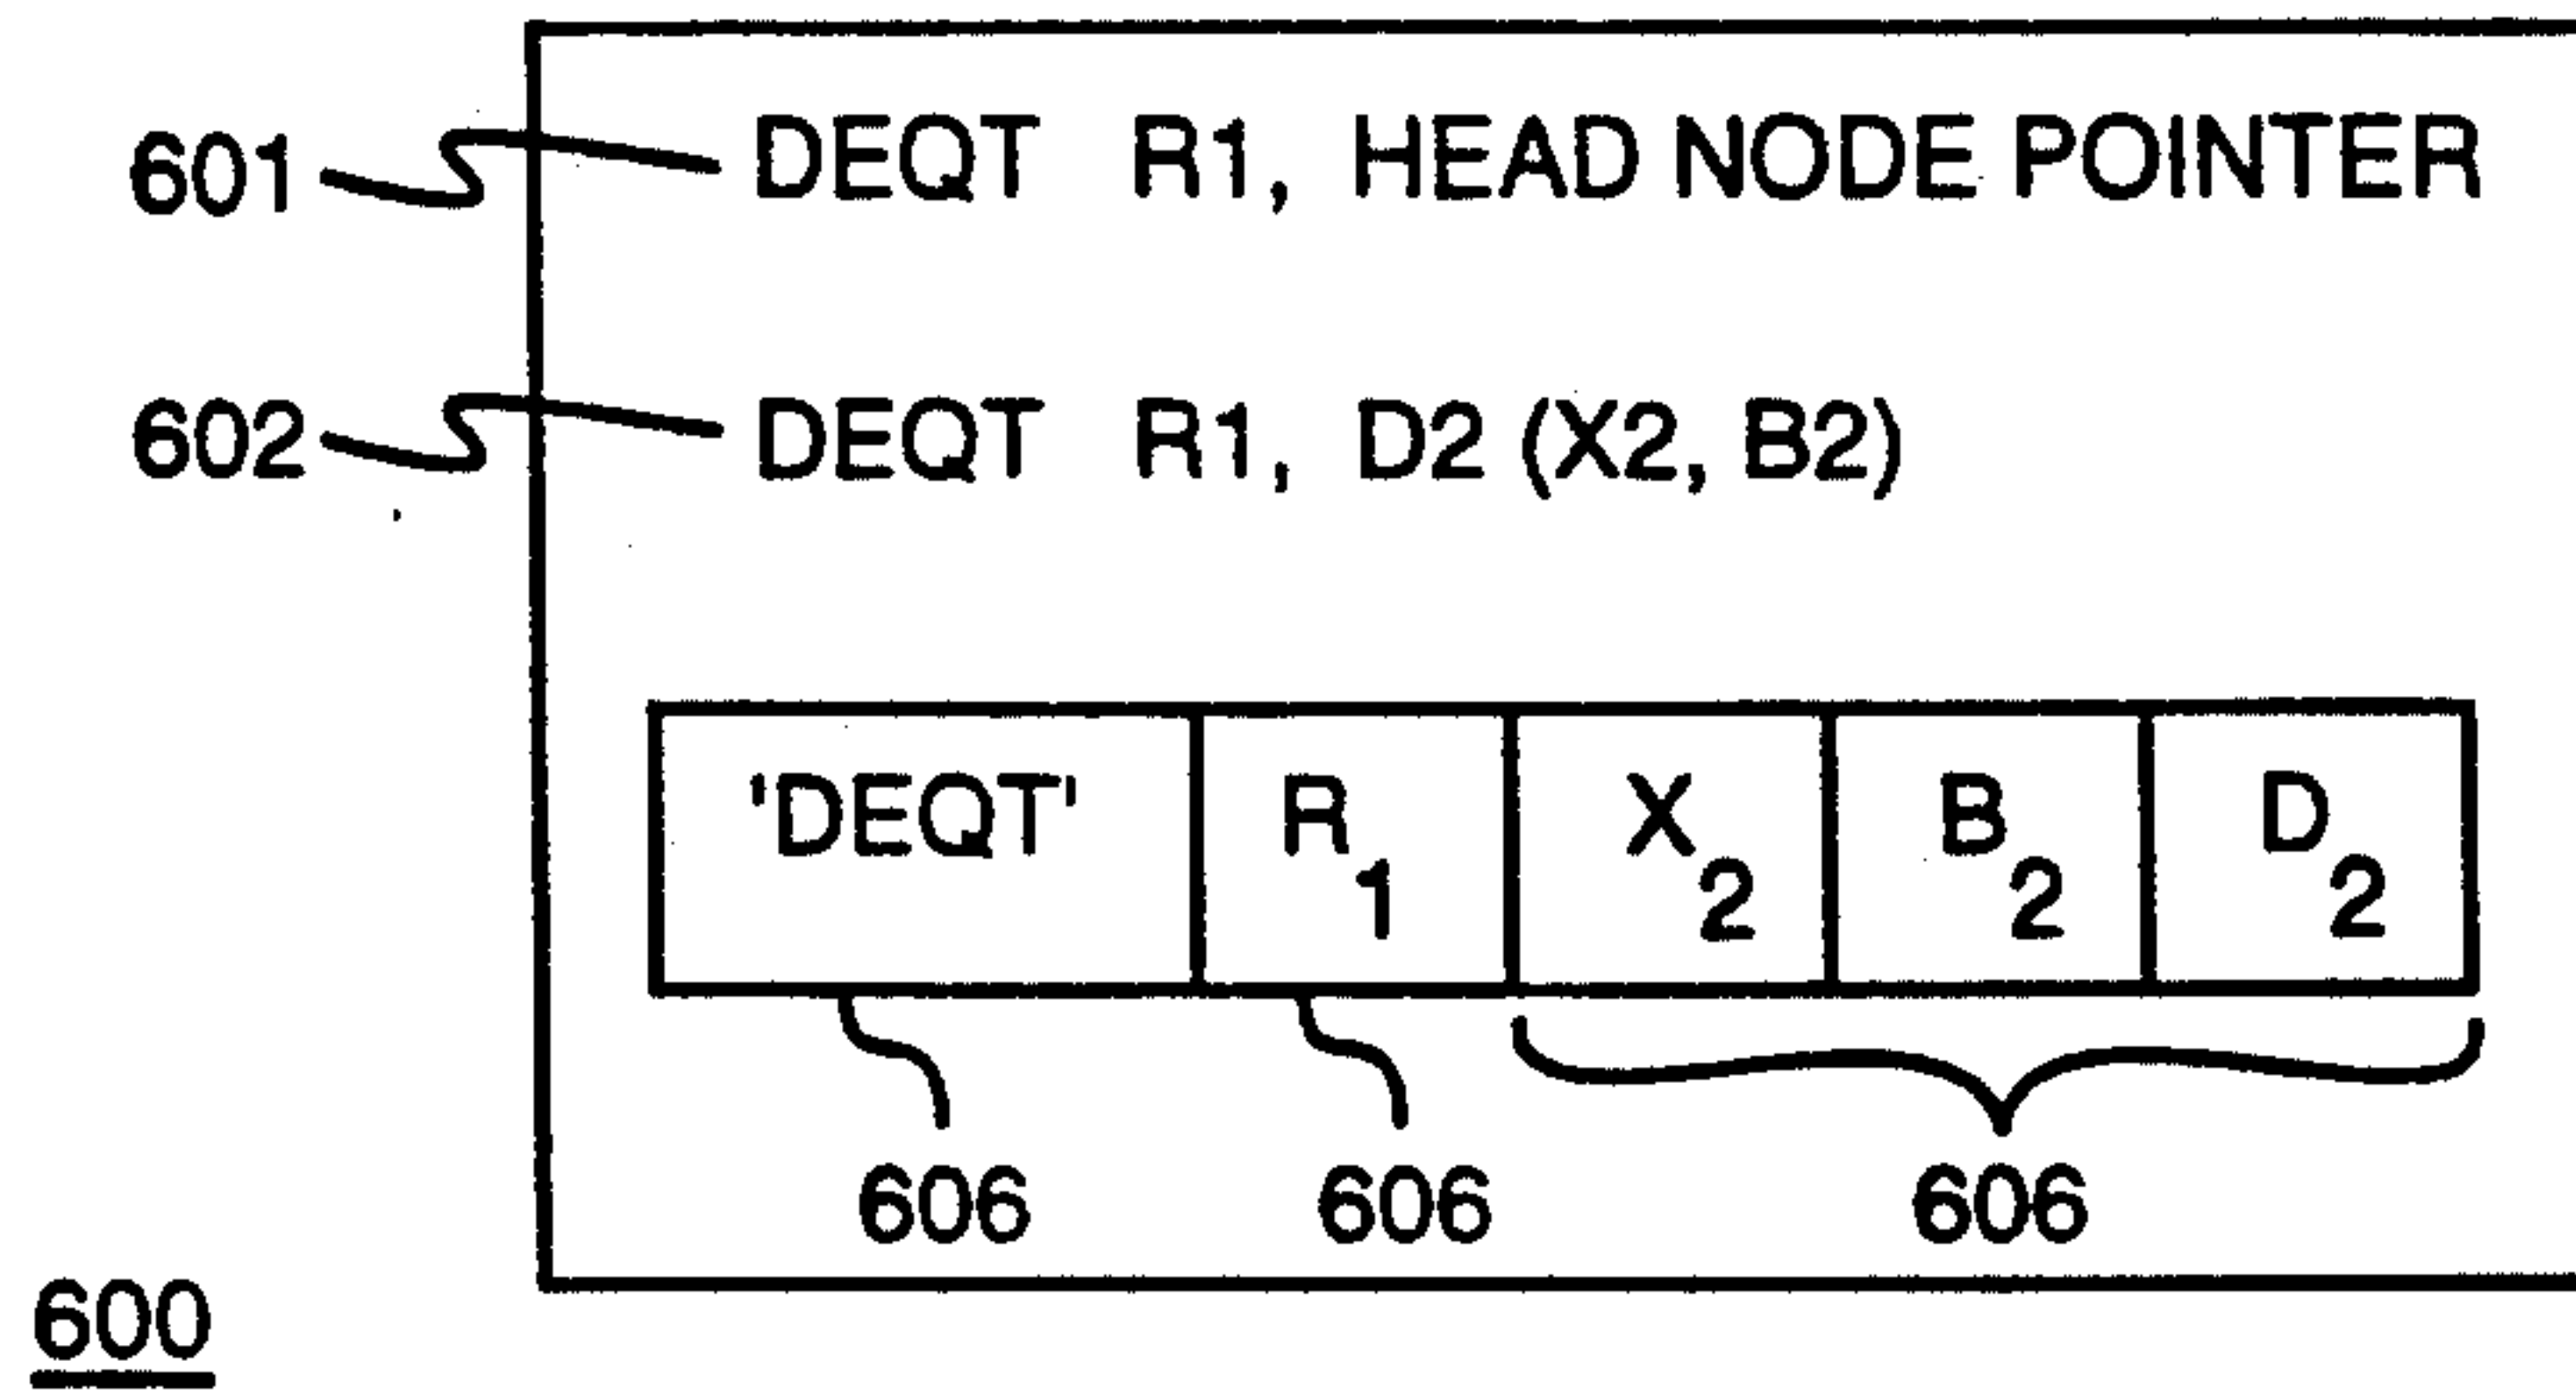 601 DEQT R1, HEAD NODE POINTER
602 DEQT R1, D2 (X2, B2)
'DEQT' R1 X2 B2 D2
606 606 606
600